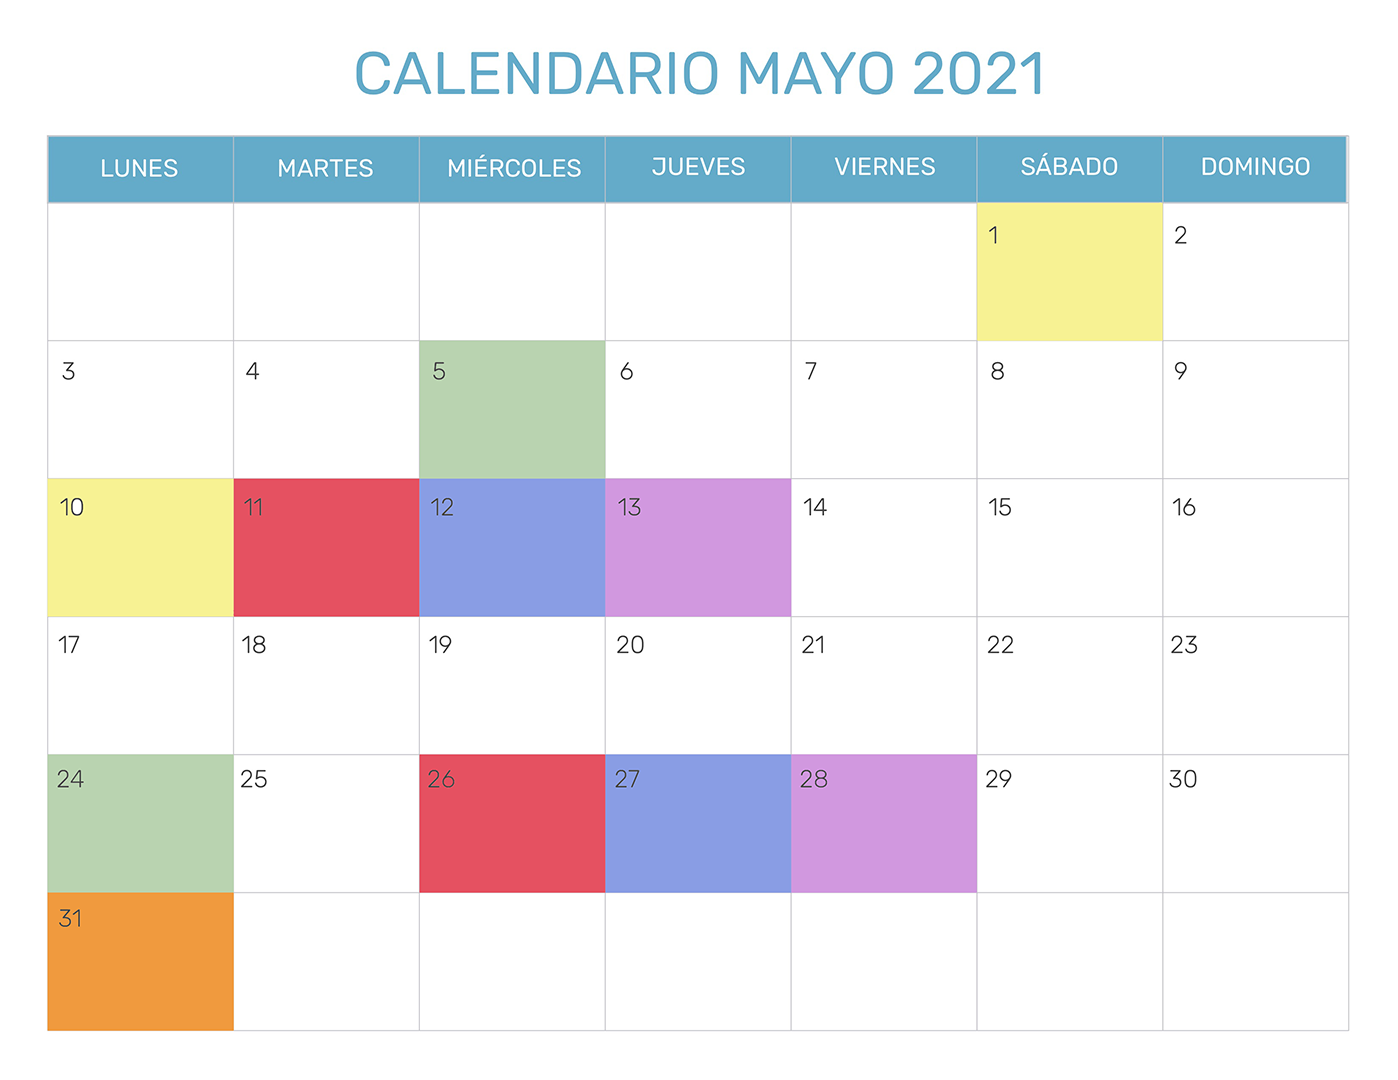 CALENDARIO MAYO 2021
LUNES MARTES MIÉRCOLES JUEVES VIERNES SÁBADO DOMINGO
1 2
3 4 5 6 7 8 9
10 11 12 13 14 15 16
17 18 19 20 21 22 23
24 25 26 27 28 29 30
31